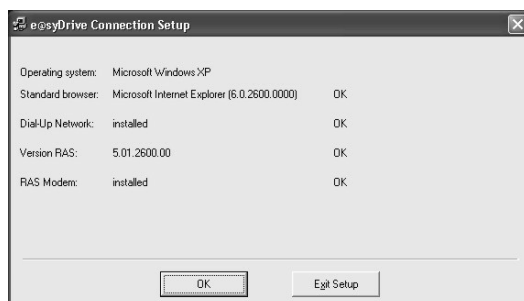 e@syDrive Connection Setup
Operating system: Microsoft Windows XP
Standard browser: Microsoft Internet Explorer (6.0.2600.0000) OK
Dial-Up Network: installed OK
Version RAS: 5.01.2600.00 OK
RAS Modem: installed OK
OK Exit Setup